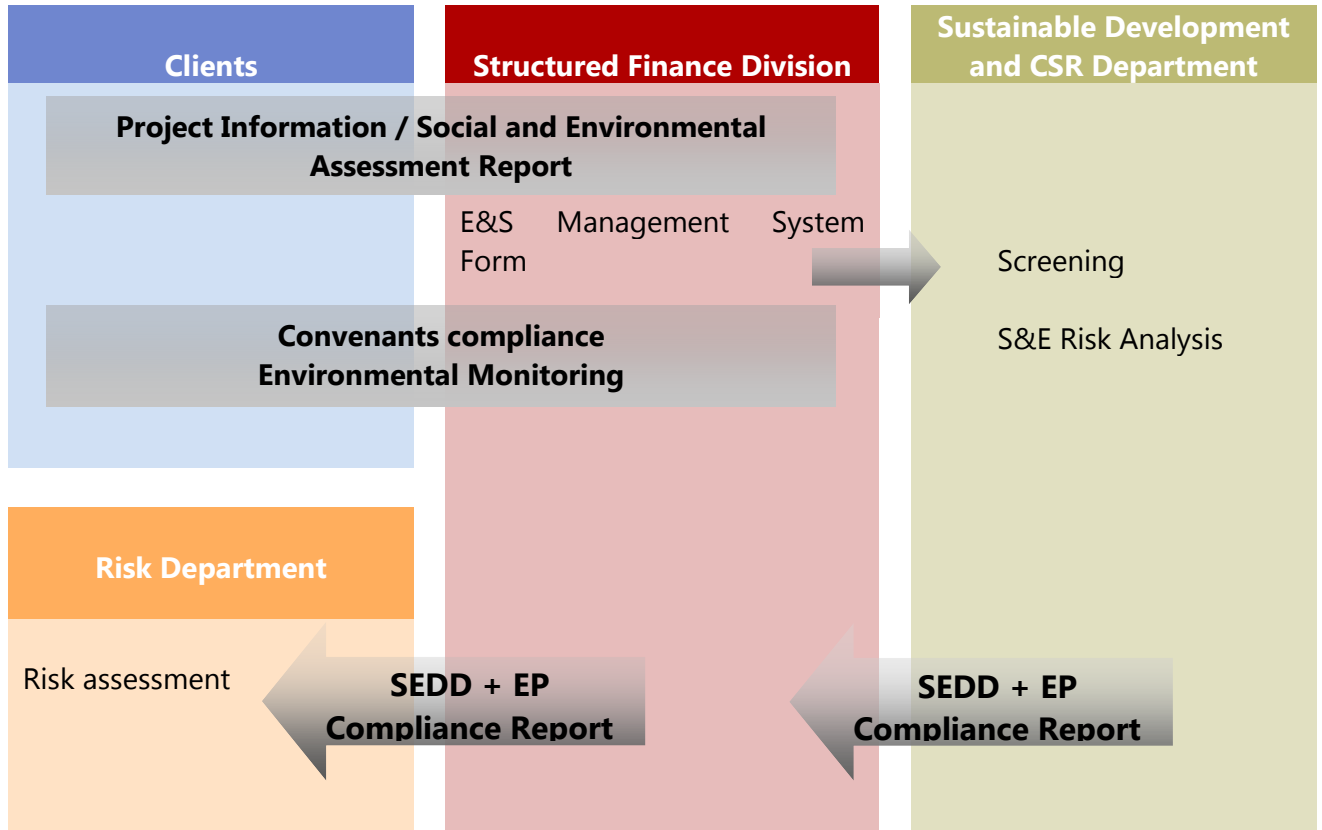 Clients
Structured Finance Division
Sustainable Development
and CSR Department
Project Information / Social and Environmental
Assessment Report
E&S Management System
Form
Screening
Convenants compliance
Environmental Monitoring
S&E Risk Analysis
Risk Department
Risk assessment
SEDD + EP
Compliance Report
SEDD + EP
Compliance Report